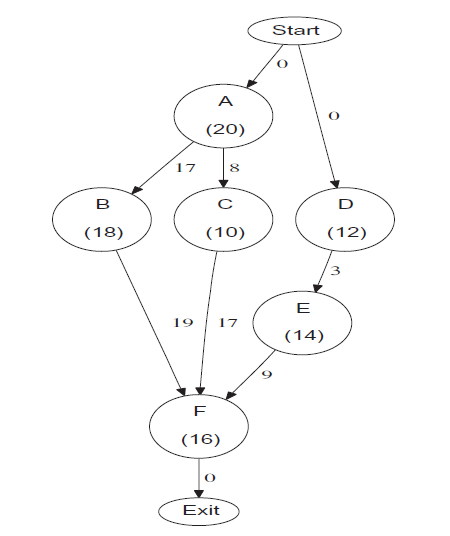 Start
0
A
(20)
0
17
8
B
(18)
C
(10)
D
(12)
3
E
(14)
19
17
9
F
(16)
0
Exit